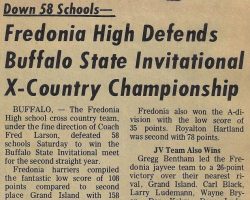 Down 58 Schools—
Fredonia High Defends
Buffalo State Invitational
X-Country Championship
BUFFALO. — The Fredonia
High school cross country team,
under the fine direction of Coach
Fred Larson, defeated 58
schools Saturday to win the
Buffalo State Invitational meet
for the second straight year.
Fredonia harriers compiled
the fantastic low score of 108
points compared to second
place Grand Island with 158
Fredonia also won the A-di-
vision with the low score of
35 points. Royalton Hartland
was second with 78 points.
JV Team Also Wins
Gregg Bentham led the Fre-
donia jayvee team to a 26-point
victory over their nearest ri-
val, Grand Island. Carl Black,
Larry Ludemann, Wayne Bry-